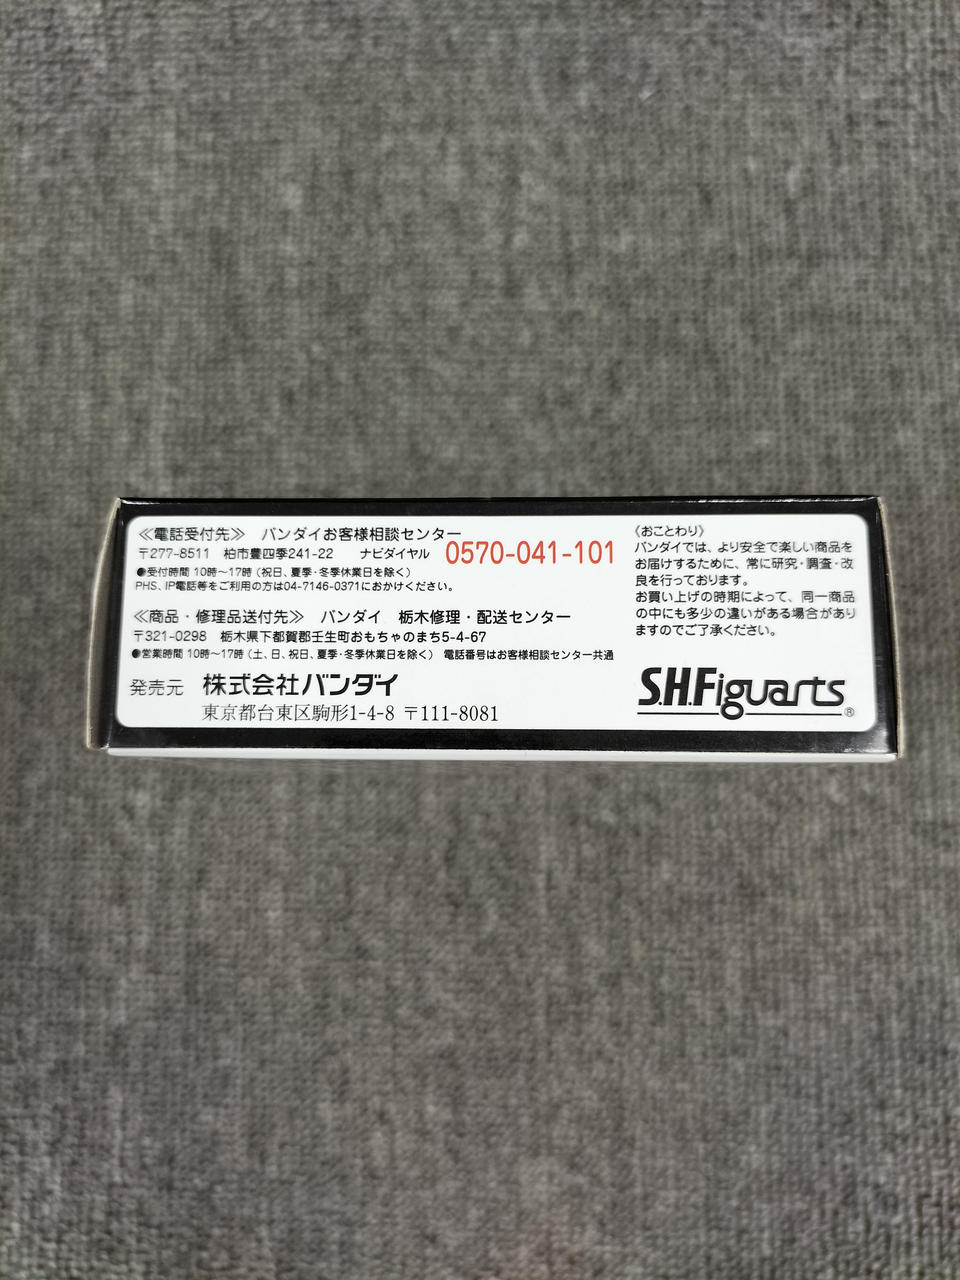 ≪電話受付先≫ バンダイお客様相談センター
〒277-8511 柏市豊四季241-22 ナビダイヤル 0570-041-101
●受付時間 10時〜17時(祝日、夏季・冬季休業日を除く)
PHS、IP電話等をご利用の方は04-7146-0371におかけください。
≪商品・修理品送付先≫ バンダイ 栃木修理・配送センター
〒321-0298 栃木県下都賀郡壬生町おもちゃのまち5-4-67
●営業時間 10時〜17時(土、日、祝日、夏季・冬季休業日を除く) 電話番号はお客様相談センター共通
発売元 株式会社バンダイ
東京都台東区駒形1-4-8 〒111-8081
《おことわり》
バンダイでは、より安全で楽しい商品を
お届けするために、常に研究・調査・改
良を行っております。
お買い上げの時期によって、同一商品
の中にも多少の違いがある場合があり
ますのでご了承ください。
S.H.Figuarts®